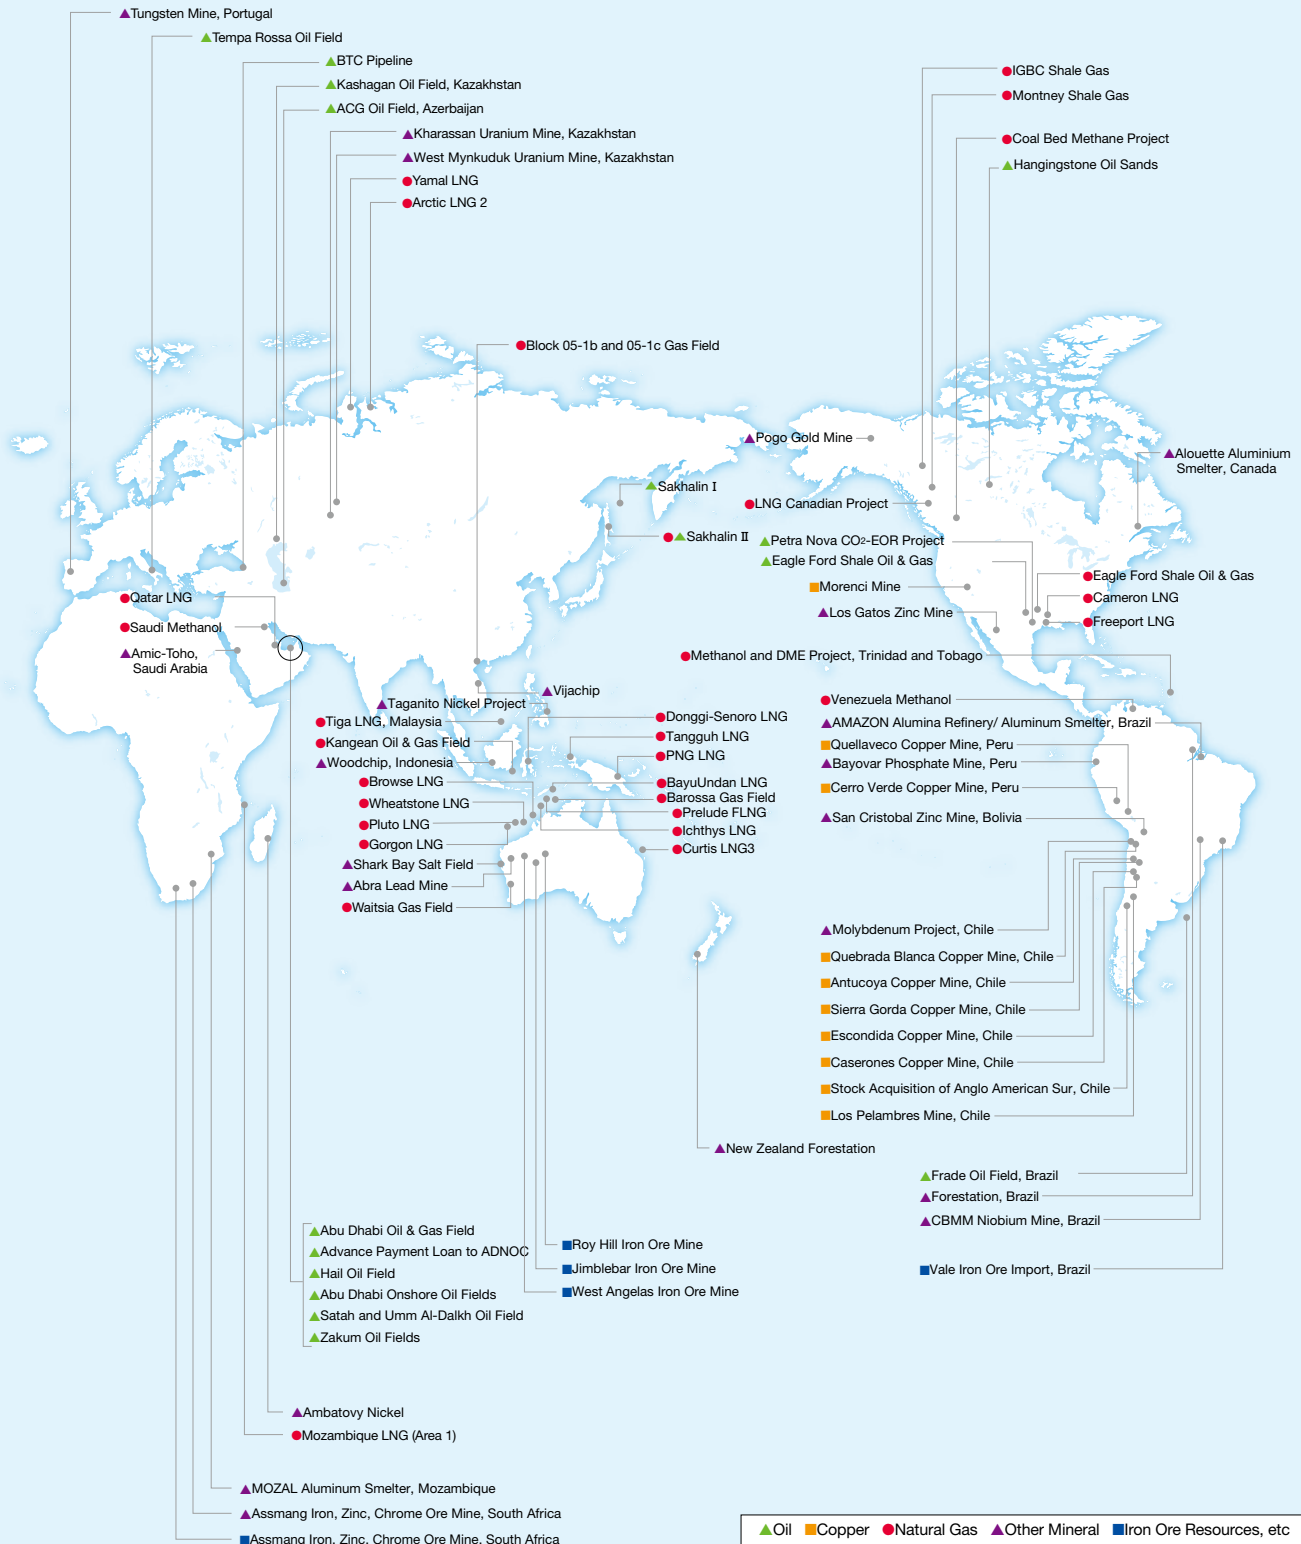 Tungsten Mine, Portugal
Tempa Rossa Oil Field
BTC Pipeline
Kashagan Oil Field, Kazakhstan
ACG Oil Field, Azerbaijan
Kharassan Uranium Mine, Kazakhstan
West Mynkuduk Uranium Mine, Kazakhstan
Yamal LNG
Arctic LNG 2
IGBC Shale Gas
Montney Shale Gas
Coal Bed Methane Project
Hangingstone Oil Sands
Block 05-1b and 05-1c Gas Field
Pogo Gold Mine
Alouette Aluminium
Smelter, Canada
Sakhalin I
LNG Canadian Project
Sakhalin II
Petra Nova CO2-EOR Project
Eagle Ford Shale Oil & Gas
Eagle Ford Shale Oil & Gas
Morenci Mine
Cameron LNG
Los Gatos Zinc Mine
Freeport LNG
Qatar LNG
Saudi Methanol
Amic-Toho,
Saudi Arabia
Methanol and DME Project, Trinidad and Tobago
Vijachip
Taganito Nickel Project
Tiga LNG, Malaysia
Kangean Oil & Gas Field
Woodchip, Indonesia
Browse LNG
Wheatstone LNG
Pluto LNG
Gorgon LNG
Shark Bay Salt Field
Abra Lead Mine
Waitsia Gas Field
Donggi-Senoro LNG
Tangguh LNG
PNG LNG
BayuUndan LNG
Barossa Gas Field
Prelude FLNG
Ichthys LNG
Curtis LNG3
Venezuela Methanol
AMAZON Alumina Refinery/ Aluminum Smelter, Brazil
Quellaveco Copper Mine, Peru
Bayovar Phosphate Mine, Peru
Cerro Verde Copper Mine, Peru
San Cristobal Zinc Mine, Bolivia
Molybdenum Project, Chile
Quebrada Blanca Copper Mine, Chile
Antucoya Copper Mine, Chile
Sierra Gorda Copper Mine, Chile
Escondida Copper Mine, Chile
Caserones Copper Mine, Chile
Stock Acquisition of Anglo American Sur, Chile
Los Pelambres Mine, Chile
New Zealand Forestation
Frade Oil Field, Brazil
Forestation, Brazil
CBMM Niobium Mine, Brazil
Vale Iron Ore Import, Brazil
Abu Dhabi Oil & Gas Field
Advance Payment Loan to ADNOC
Hail Oil Field
Abu Dhabi Onshore Oil Fields
Satah and Umm Al-Dalkh Oil Field
Zakum Oil Fields
Roy Hill Iron Ore Mine
Jimblebar Iron Ore Mine
West Angelas Iron Ore Mine
Ambatovy Nickel
Mozambique LNG (Area 1)
MOZAL Aluminum Smelter, Mozambique
Assmang Iron, Zinc, Chrome Ore Mine, South Africa
Assmang Iron, Zinc, Chrome Ore Mine, South Africa
Oil Copper Natural Gas Other Mineral Iron Ore Resources, etc